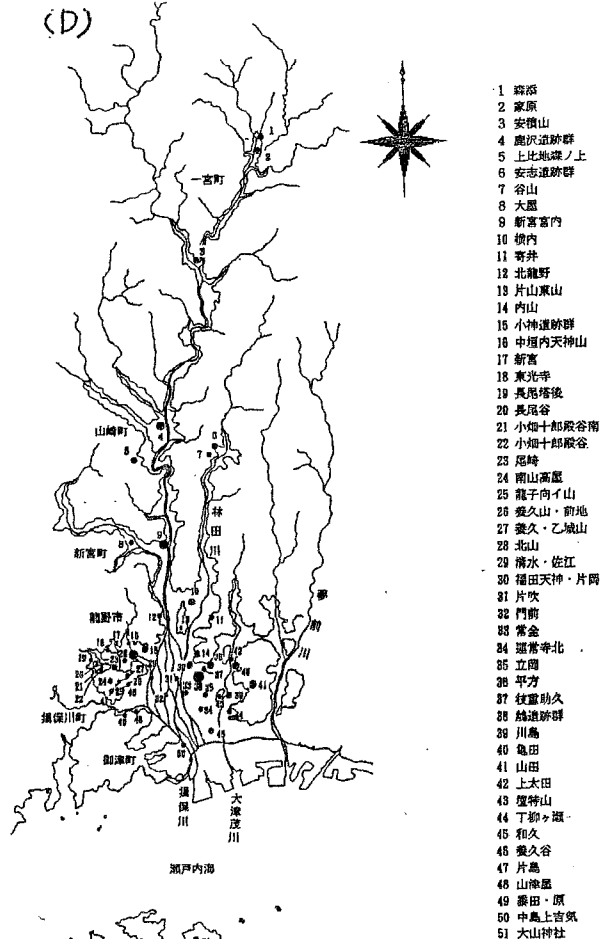 (D)
一宮町
山崎町
新宮町
龍野市
揖保川町
御津町
林田川
夢前川
揖保川
大津茂川
瀬戸内海
1 森添
2 家原
3 安積山
4 鹿沢遺跡群
5 上比地森ノ上
6 安志遺跡群
7 谷山
8 大屋
9 新宮宮内
10 横内
11 寄井
12 北龍野
13 片山東山
14 内山
15 小神遺跡群
16 中垣内天神山
17 新宮
18 東光寺
19 長尾塔後
20 長尾谷
21 小畑十郎殿谷南
22 小畑十郎殿谷
23 尾崎
24 南山高屋
25 龍子向イ山
26 養久山・前地
27 養久・乙城山
28 北山
29 清水・佐江
30 福田天神・片岡
31 片吹
32 門前
33 常全
34 遅常寺北
35 立岡
36 平方
37 枝重助久
38 鵤遺跡群
39 川島
40 亀田
41 山田
42 上太田
43 檀特山
44 丁柳ヶ瀬
45 和久
46 養久谷
47 片島
48 山津屋
49 黍田・原
50 中島上吉気
51 大山神社